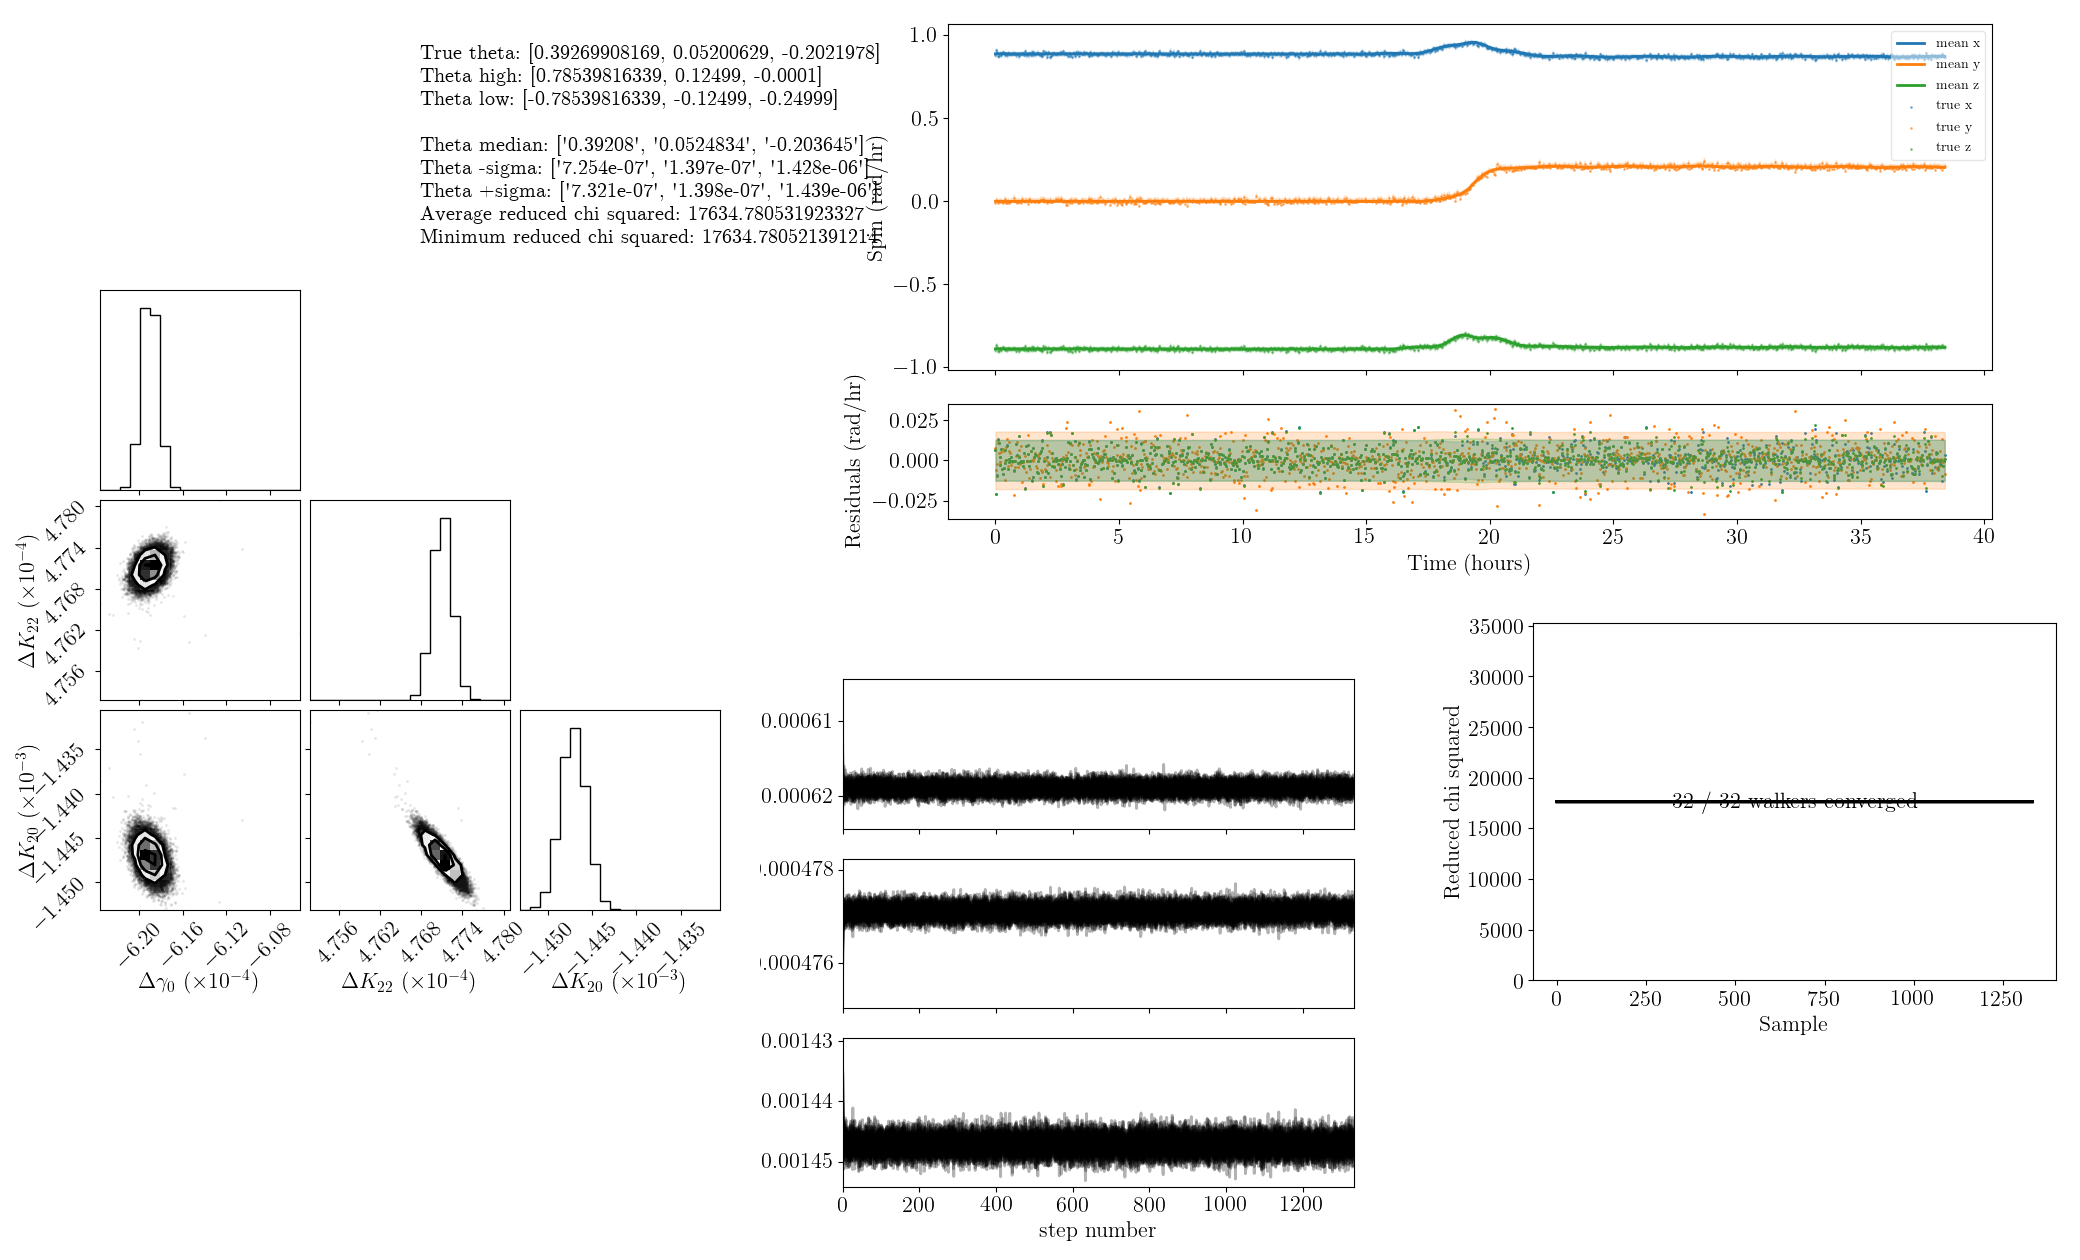 True theta: [0.39269908169, 0.05200629, -0.2021978]
Theta high: [0.78539816339, 0.12499, -0.0001]
Theta low: [-0.78539816339, -0.12499, -0.24999]
Theta median: ['0.39208', '0.0524834', '-0.203645']
Theta -sigma: ['7.254e-07', '1.397e-07', '1.428e-06']
Theta +sigma: ['7.321e-07', '1.398e-07', '1.439e-06']
Average reduced chi squared: 17634.780531923327
Minimum reduced chi squared: 17634.780521391214
Spin (rad/hr)
1.0
0.5
0.0
−0.5
−1.0
mean x
mean y
mean z
true x
true y
true z
Residuals (rad/hr)
0.025
0.000
−0.025
0 5 10 15 20 25 30 35 40
Time (hours)
ΔK₂₂ (×10⁻⁴)
4.780
4.774
4.768
4.762
4.756
ΔK₂₀ (×10⁻³)
−1.435
−1.440
−1.445
−1.450
−6.20 −6.16 −6.12 −6.08
Δγ₀ (×10⁻⁴)
4.756 4.762 4.768 4.774 4.780
ΔK₂₂ (×10⁻⁴)
−1.450 −1.445 −1.440 −1.435
ΔK₂₀ (×10⁻³)
0.00061
0.00062
0.000478
0.000476
0.00143
0.00144
0.00145
0 200 400 600 800 1000 1200
step number
Reduced chi squared
35000
30000
25000
20000
15000
10000
5000
0
32 / 32 walkers converged
0 250 500 750 1000 1250
Sample